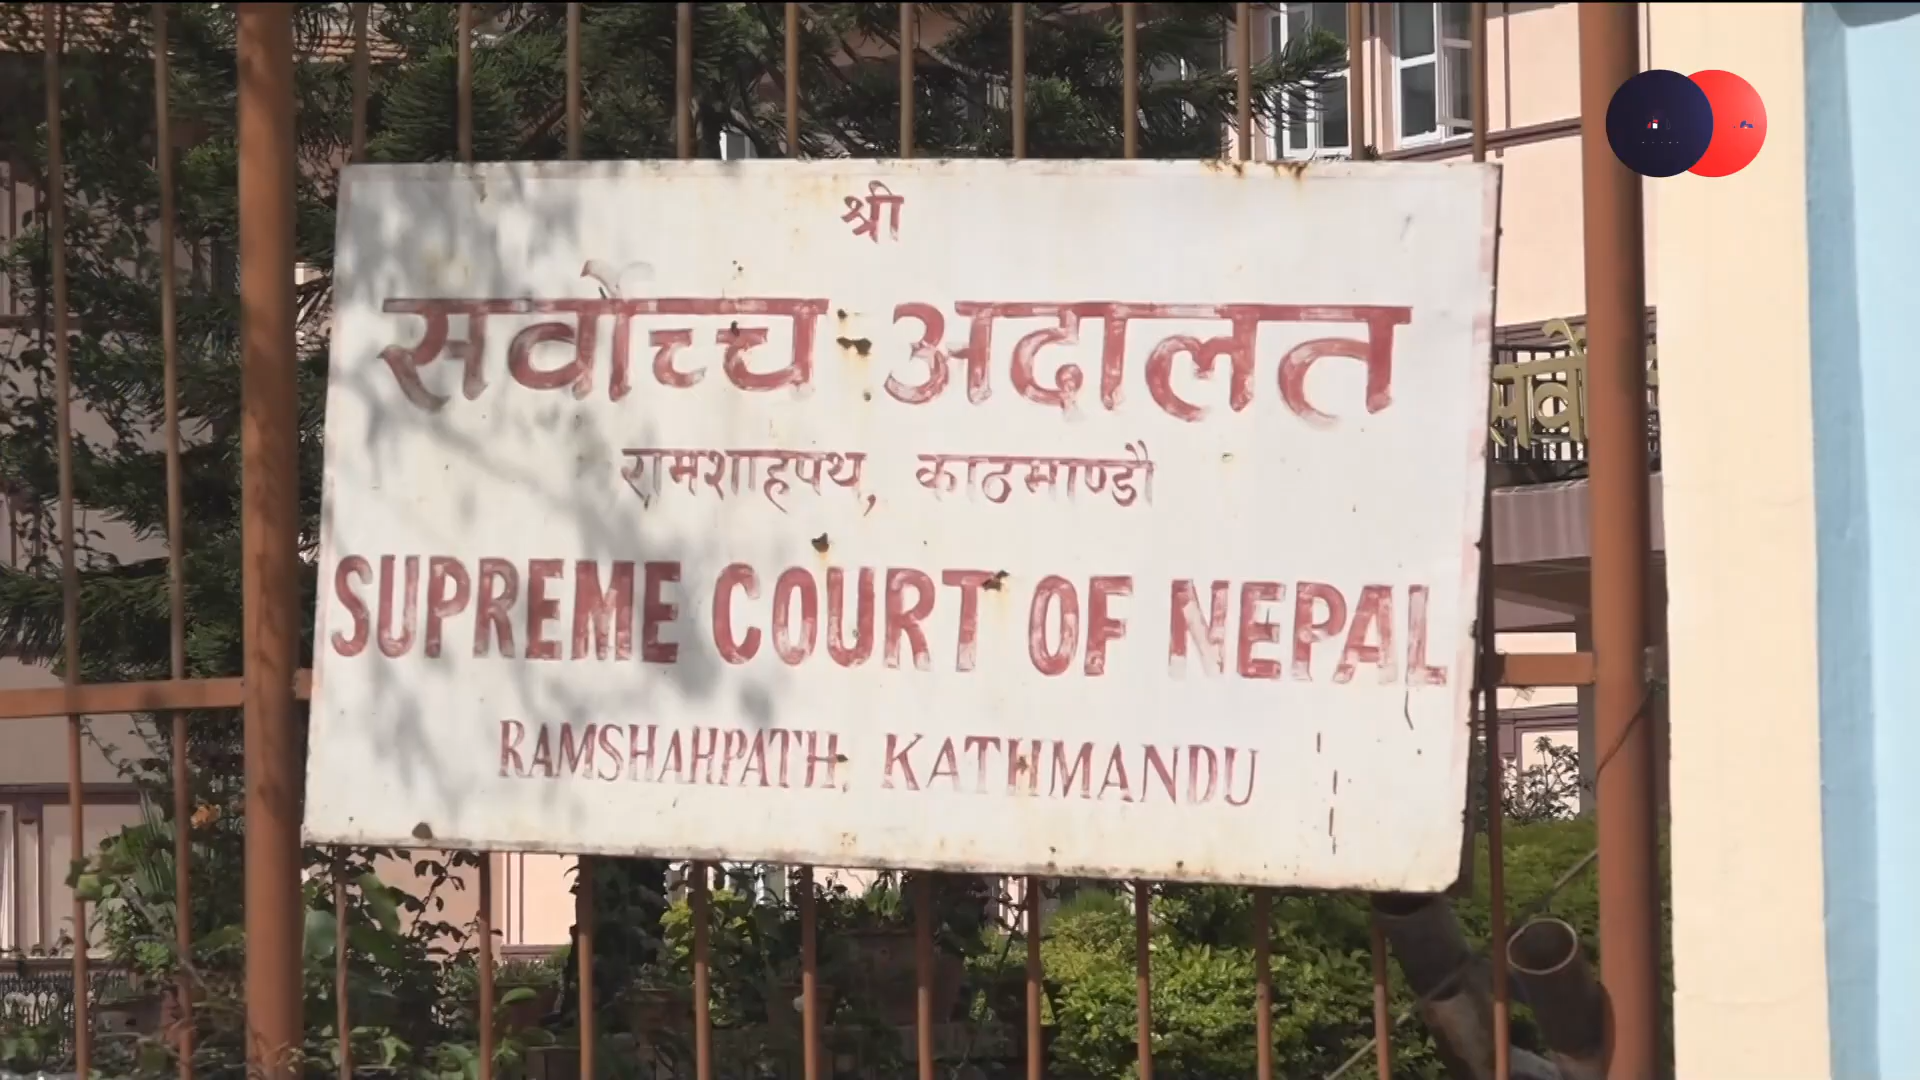 श्री
सर्वोच्च अदालत
रामशाहपथ, काठमाण्डौ
SUPREME COURT OF NEPAL
RAMSHAHPATH, KATHMANDU